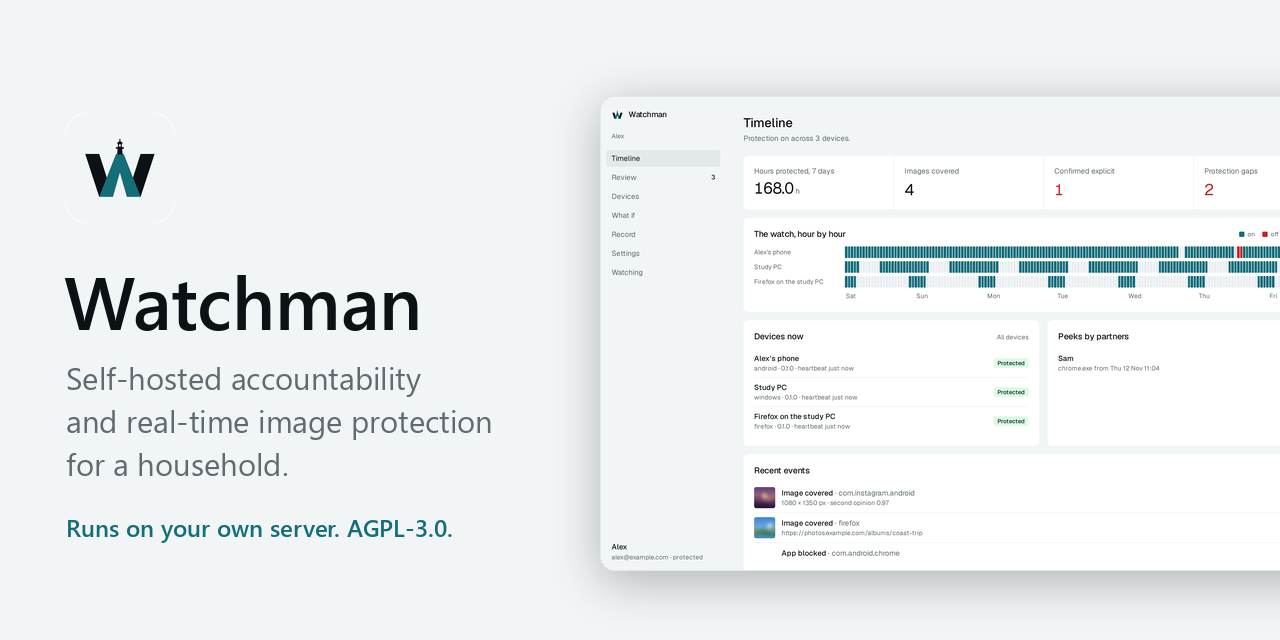 Watchman
Self-hosted accountability
and real-time image protection
for a household.
Runs on your own server. AGPL-3.0.
Watchman
Alex
Timeline
Review 3
Devices
What if
Record
Settings
Watching
Alex
alex@example.com · protected
Timeline
Protection on across 3 devices.
Hours protected, 7 days
168.0 h
Images covered
4
Confirmed explicit
1
Protection gaps
2
The watch, hour by hour
on off
Alex's phone
Study PC
Firefox on the study PC
Sat Sun Mon Tue Wed Thu Fri
Devices now All devices
Alex's phone
android · 0.1.0 · heartbeat just now
Protected
Study PC
windows · 0.1.0 · heartbeat just now
Protected
Firefox on the study PC
firefox · 0.1.0 · heartbeat just now
Protected
Peeks by partners
Sam
chrome.exe from Thu 12 Nov 11:04
Recent events
Image covered · com.instagram.android
1080 × 1350 px · second opinion 0.97
Image covered · firefox
https://photos.example.com/albums/coast-trip
App blocked · com.android.chrome